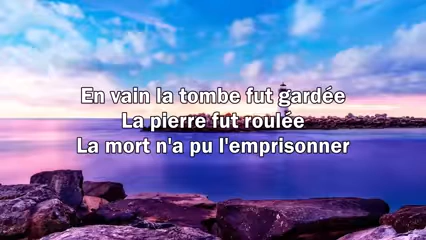 En vain la tombe fut gardée
La pierre fut roulée
La mort n'a pu l'emprisonner